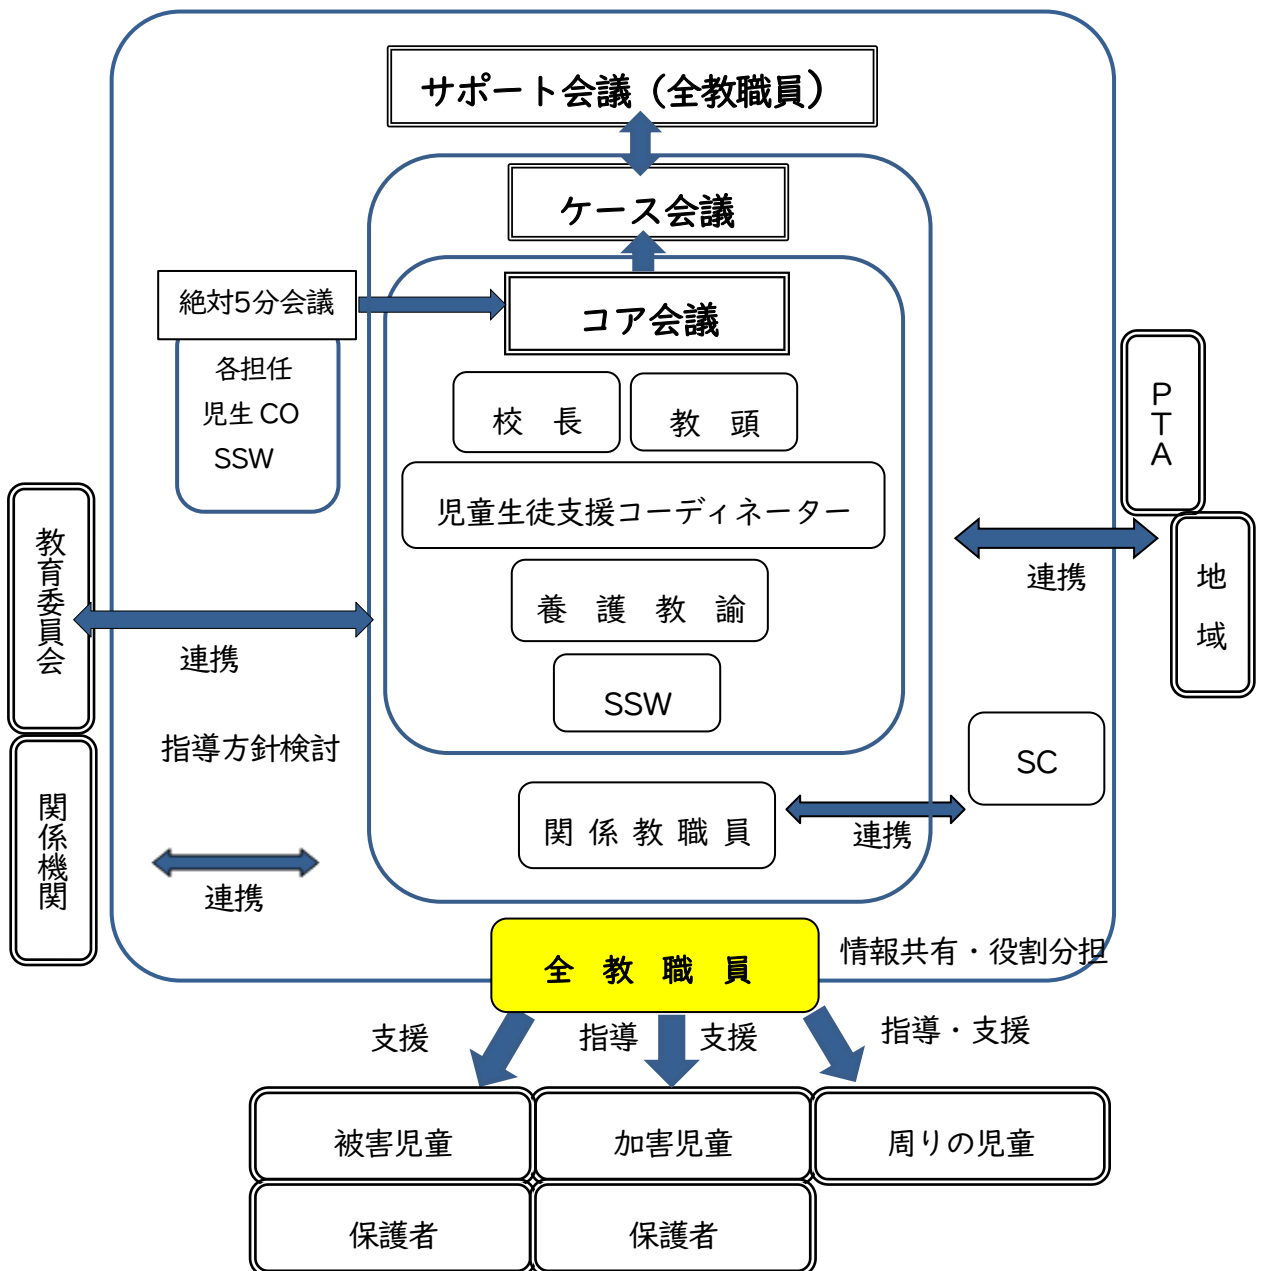 サポート会議（全教職員）
ケース会議
絶対5分会議
コア会議
各担任
児生 CO
SSW
校　長
教　頭
児童生徒支援コーディネーター
養　護　教　諭
SSW
PTA
地域
連携
教育委員会
連携
指導方針検討
関係機関
連携
SC
関 係 教 職 員
連携
全　教　職　員
情報共有・役割分担
支援
指導
支援
指導・支援
被害児童
加害児童
周りの児童
保護者
保護者